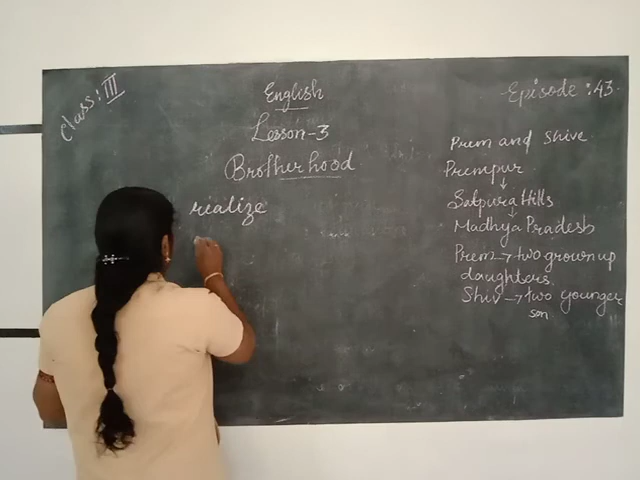 Class: III
English
Episode: 43
Lesson-3
Brotherhood
realize
Prem and Shive
Prempur
↓
Satpura Hills
↓
Madhya Pradesh
Prem → two grown up
daughters.
Shiv → two younger
son